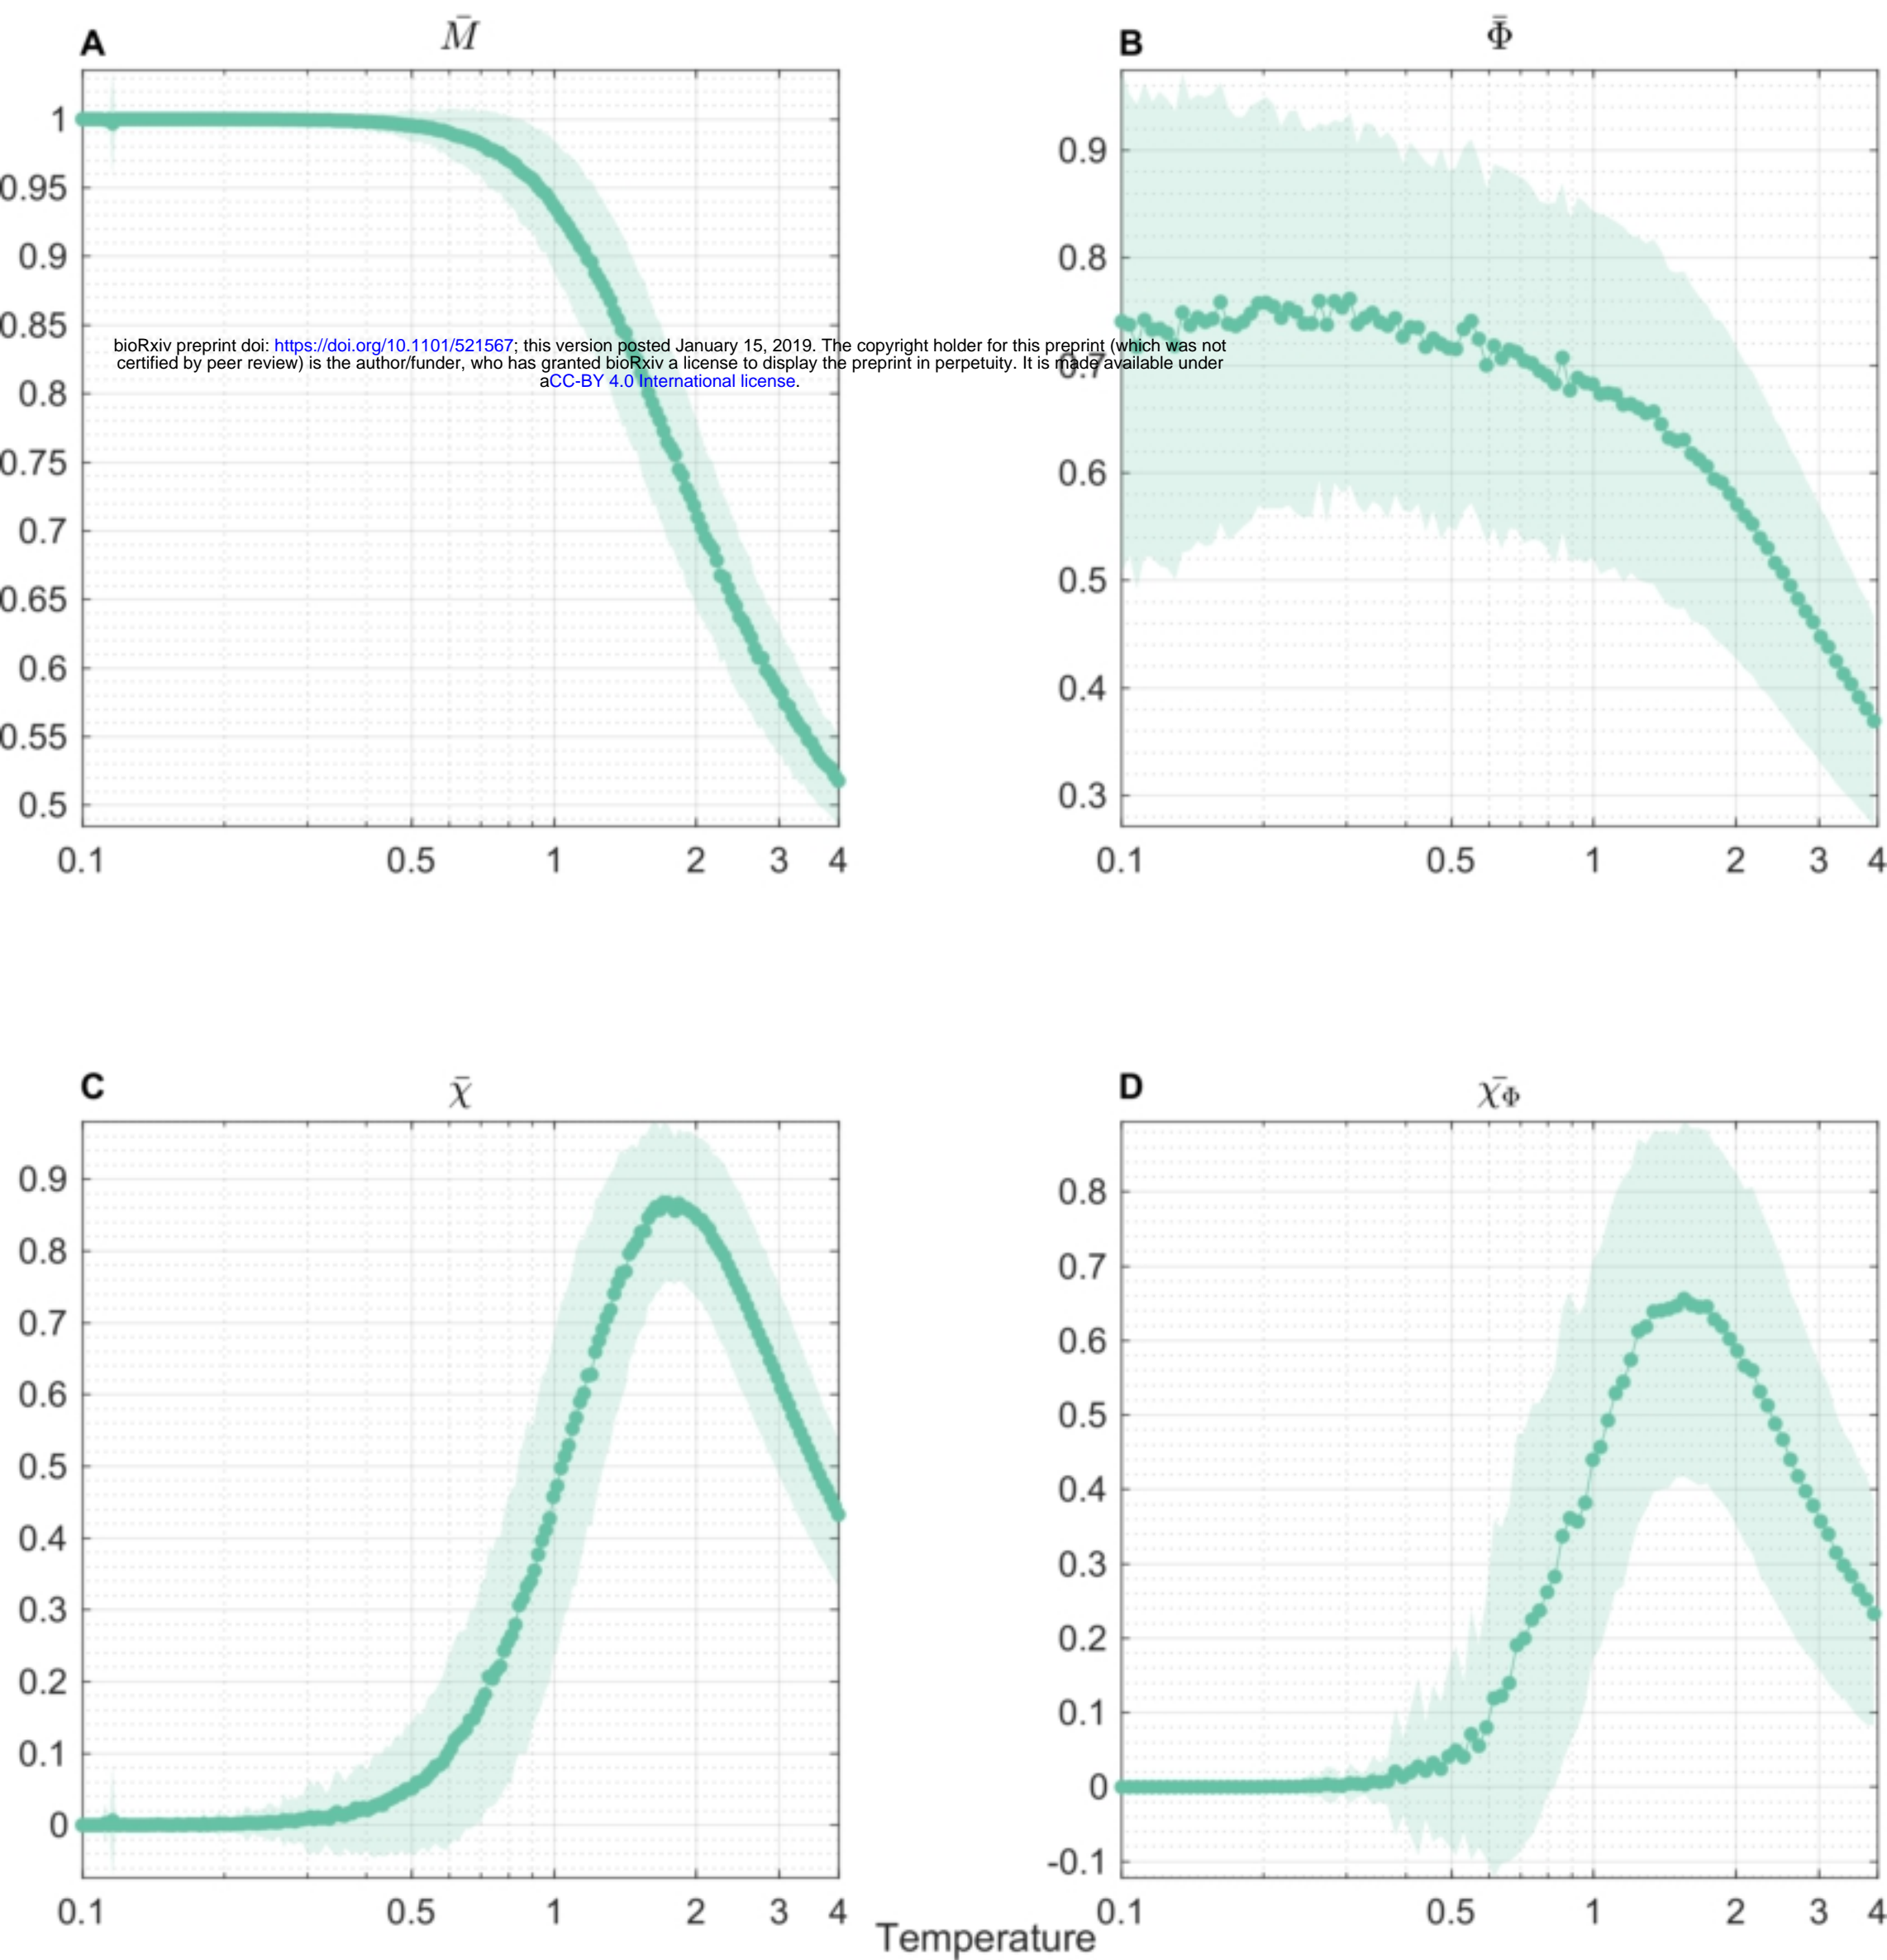 A
M̄
B
Φ̄
1
0.95
0.9
0.85
0.8
0.75
0.7
0.65
0.6
0.55
0.5
0.1 0.5 1 2 3 4
0.9
0.8
0.7
0.6
0.5
0.4
0.3
0.1 0.5 1 2 3 4
bioRxiv preprint doi: https://doi.org/10.1101/521567; this version posted January 15, 2019. The copyright holder for this preprint (which was not
certified by peer review) is the author/funder, who has granted bioRxiv a license to display the preprint in perpetuity. It is made available under
aCC-BY 4.0 International license.
C
χ̄
D
χ̄Φ
0.9
0.8
0.7
0.6
0.5
0.4
0.3
0.2
0.1
0
0.1 0.5 1 2 3 4
0.8
0.7
0.6
0.5
0.4
0.3
0.2
0.1
0
-0.1
0.1 0.5 1 2 3 4
Temperature